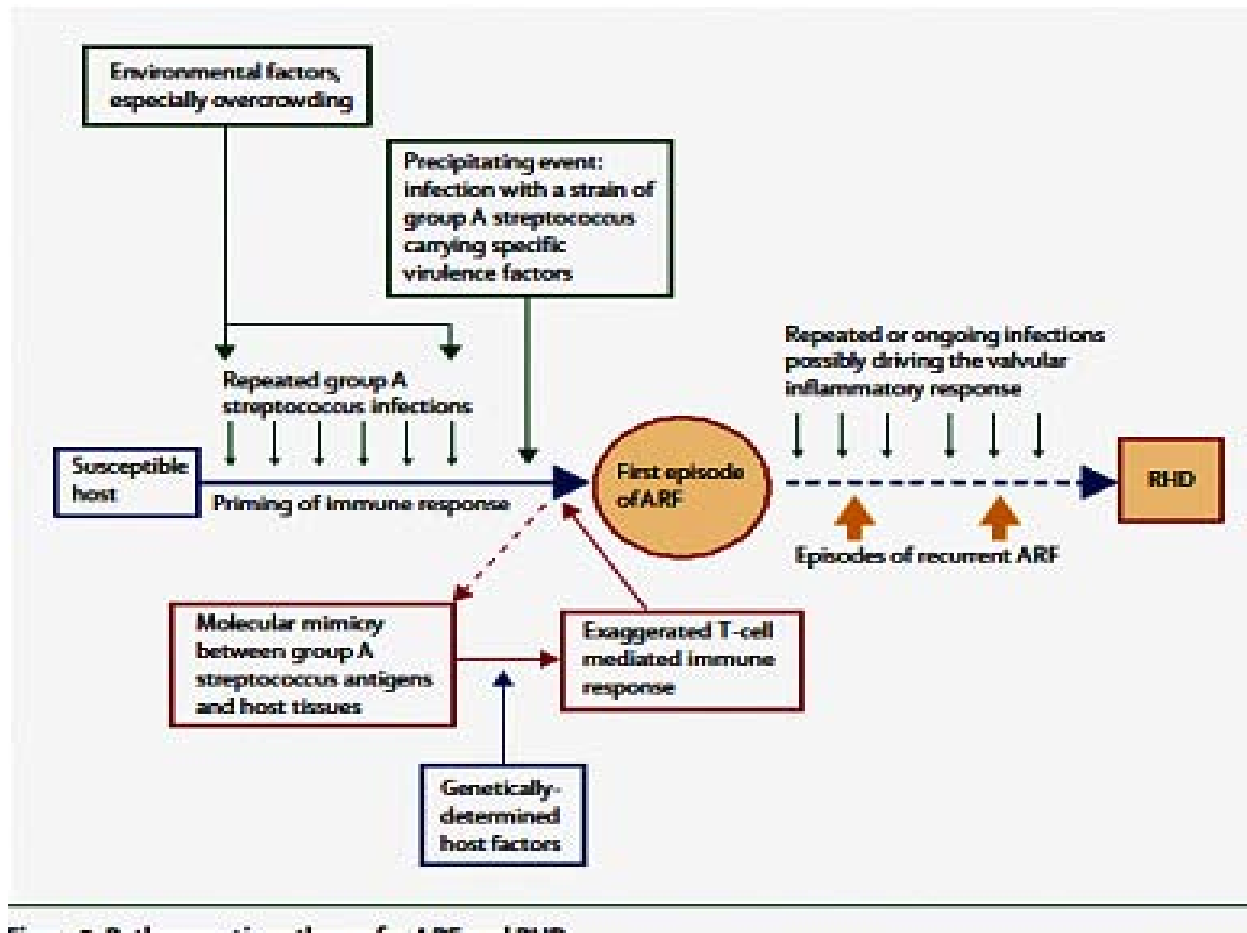 Environmental factors,
especially overcrowding
Precipitating event:
infection with a strain of
group A streptococcus
carrying specific
virulence factors
Repeated group A
streptococcus infections
Repeated or ongoing infections
possibly driving the valvular
inflammatory response
Susceptible
host
Priming of immune response
First episode
of ARF
RHD
Episodes of recurrent ARF
Molecular mimicry
between group A
streptococcus antigens
and host tissues
Exaggerated T-cell
mediated immune
response
Genetically-
determined
host factors